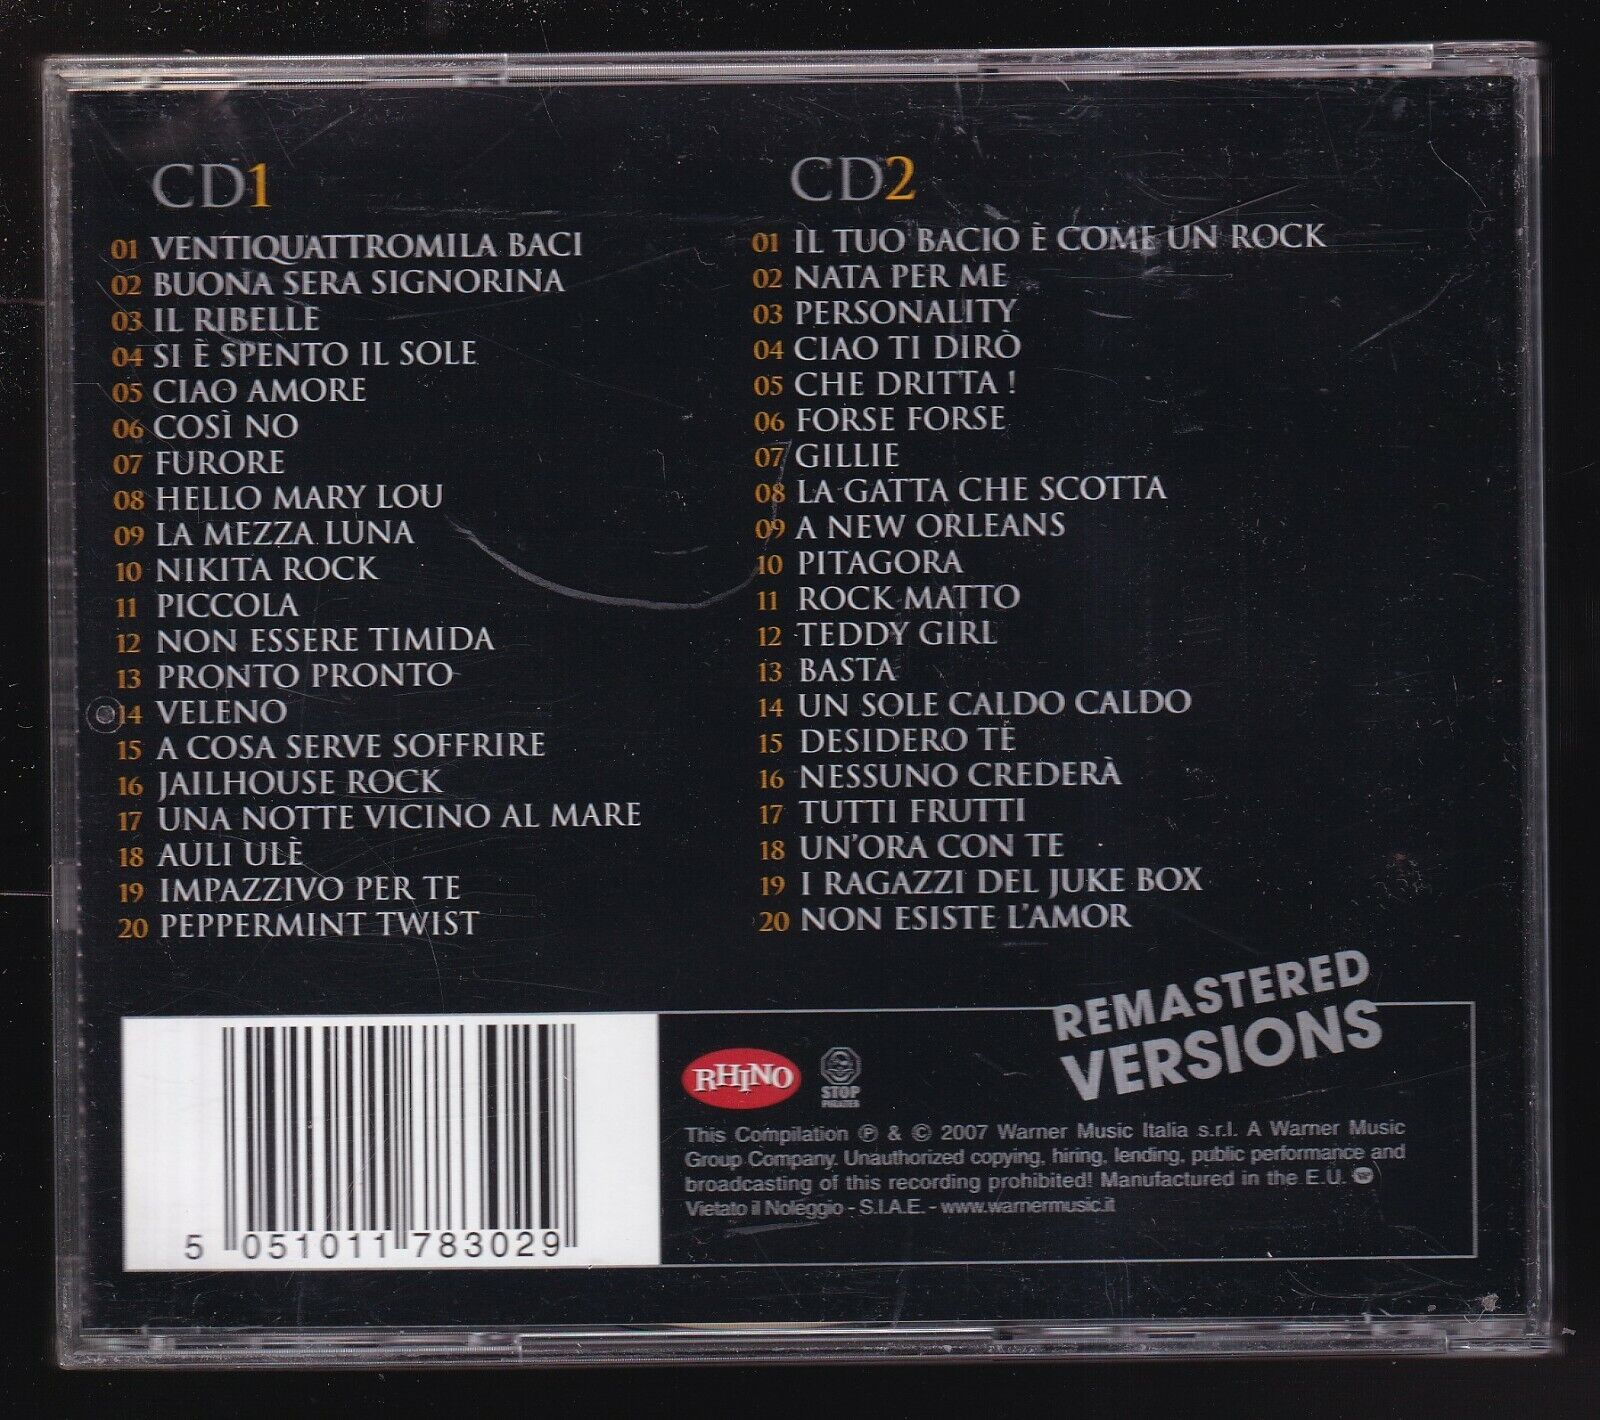 CD1
01 VENTIQUATTROMILA BACI
02 BUONA SERA SIGNORINA
03 IL RIBELLE
04 SI È SPENTO IL SOLE
05 CIAO AMORE
06 COSÌ NO
07 FURORE
08 HELLO MARY LOU
09 LA MEZZA LUNA
10 NIKITA ROCK
11 PICCOLA
12 NON ESSERE TIMIDA
13 PRONTO PRONTO
14 VELENO
15 A COSA SERVE SOFFRIRE
16 JAILHOUSE ROCK
17 UNA NOTTE VICINO AL MARE
18 AULI ULÈ
19 IMPAZZIVO PER TE
20 PEPPERMINT TWIST
CD2
01 IL TUO BACIO È COME UN ROCK
02 NATA PER ME
03 PERSONALITY
04 CIAO TI DIRÒ
05 CHE DRITTA !
06 FORSE FORSE
07 GILLIE
08 LA GATTA CHE SCOTTA
09 A NEW ORLEANS
10 PITAGORA
11 ROCK MATTO
12 TEDDY GIRL
13 BASTA
14 UN SOLE CALDO CALDO
15 DESIDERO TE
16 NESSUNO CREDERÀ
17 TUTTI FRUTTI
18 UN'ORA CON TE
19 I RAGAZZI DEL JUKE BOX
20 NON ESISTE L'AMOR
REMASTERED
VERSIONS
5 051011 783029
RHINO
STOP
PIRATES
This Compilation ℗ & © 2007 Warner Music Italia s.r.l. A Warner Music
Group Company. Unauthorized copying, hiring, lending, public performance and
broadcasting of this recording prohibited! Manufactured in the E.U.
Vietato il Noleggio - S.I.A.E. - www.warnermusic.it